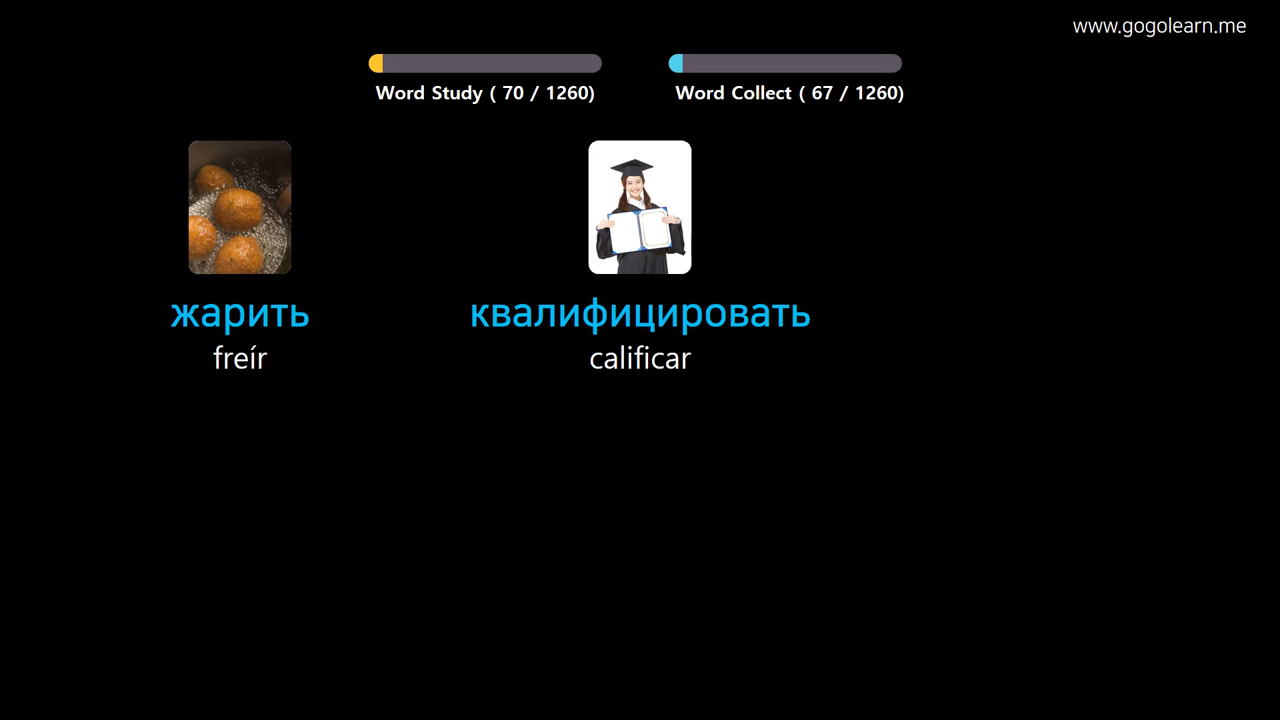 www.gogolearn.me
Word Study ( 70 / 1260)
Word Collect ( 67 / 1260)
жарить
freír
квалифицировать
calificar